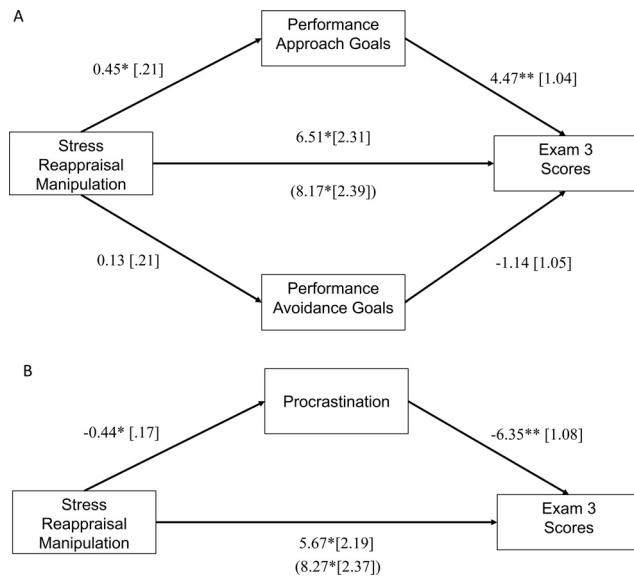 A
Performance
Approach Goals
0.45* [.21]
4.47** [1.04]
Stress
Reappraisal
Manipulation
6.51*[2.31]
(8.17*[2.39])
Exam 3
Scores
0.13 [.21]
-1.14 [1.05]
Performance
Avoidance Goals
B
Procrastination
-0.44* [.17]
-6.35** [1.08]
Stress
Reappraisal
Manipulation
5.67*[2.19]
(8.27*[2.37])
Exam 3
Scores